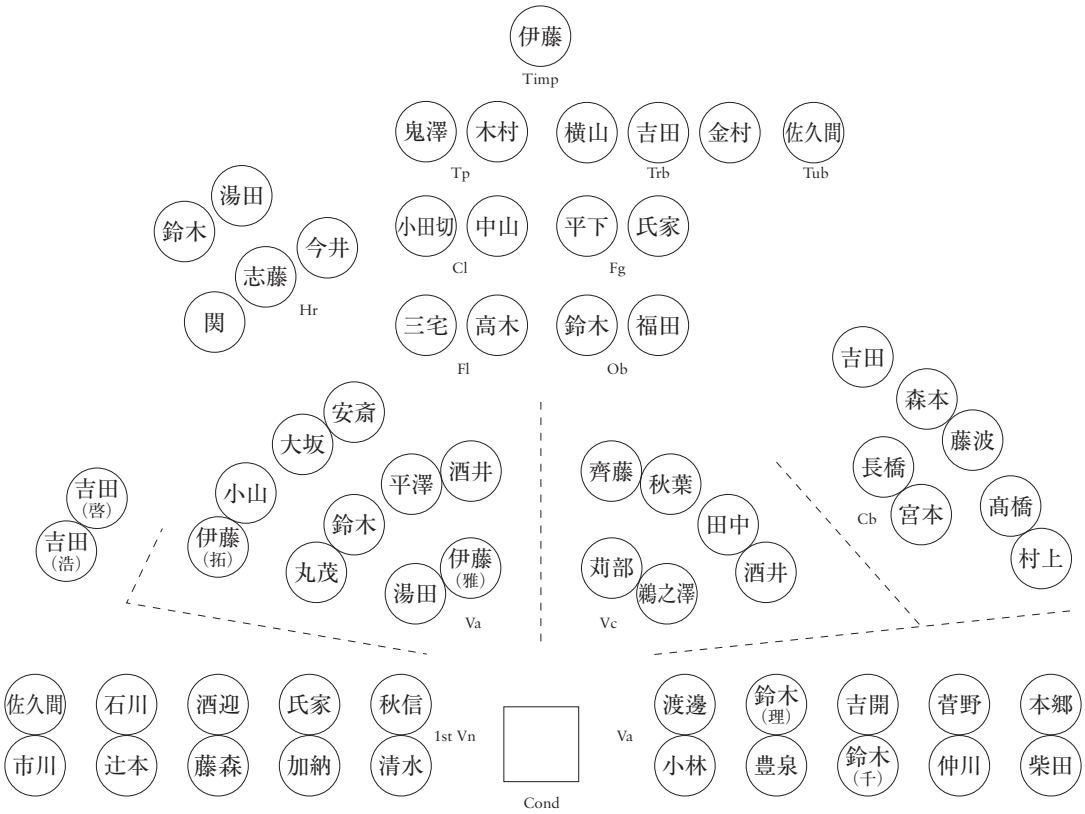 伊藤
Timp
鬼澤 木村 横山 吉田 金村 佐久間
Tp Trb Tub
湯田
鈴木
今井
志藤
関
Hr
小田切 中山 平下 氏家
Cl Fg
三宅 高木 鈴木 福田
Fl Ob
吉田
森本
藤波
長橋
宮本
Cb
髙橋
村上
安斎
大坂
小山
伊藤
(拓)
吉田
(啓)
吉田
(浩)
平澤 酒井
鈴木
丸茂
伊藤
(雅)
湯田
Va
齊藤 秋葉
田中
酒井
苅部
鵜之澤
Vc
佐久間 石川 酒迎 氏家 秋信
市川 辻本 藤森 加納 清水
1st Vn
Cond
Va
渡邊 鈴木 吉開 菅野 本郷
(理)
小林 豊泉 鈴木 仲川 柴田
(千)